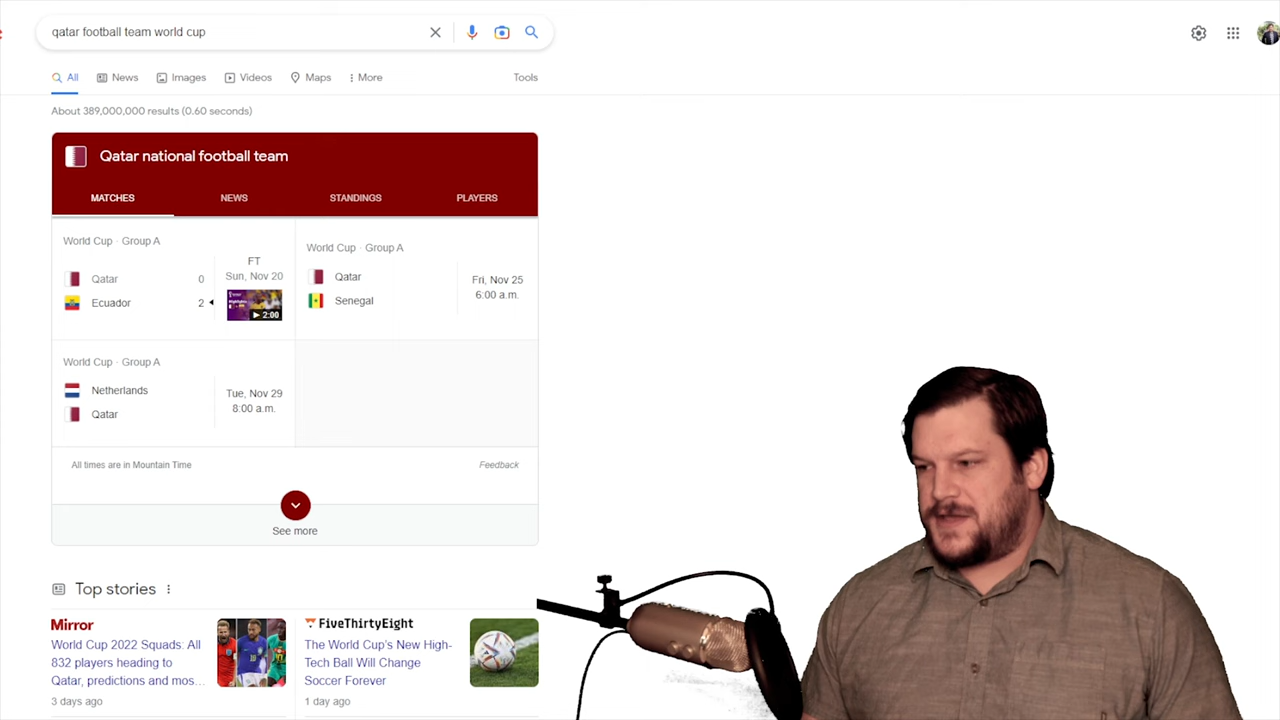 qatar football team world cup
All
News
Images
Videos
Maps
More
Tools
About 389,000,000 results (0.60 seconds)
Qatar national football team
MATCHES
NEWS
STANDINGS
PLAYERS
World Cup · Group A
Qatar 0
Ecuador 2
FT
Sun, Nov 20
2:00
World Cup · Group A
Qatar
Senegal
Fri, Nov 25
6:00 a.m.
World Cup · Group A
Netherlands
Qatar
Tue, Nov 29
8:00 a.m.
All times are in Mountain Time
Feedback
See more
Top stories
Mirror
World Cup 2022 Squads: All
832 players heading to
Qatar, predictions and mos...
3 days ago
FiveThirtyEight
The World Cup's New High-
Tech Ball Will Change
Soccer Forever
1 day ago